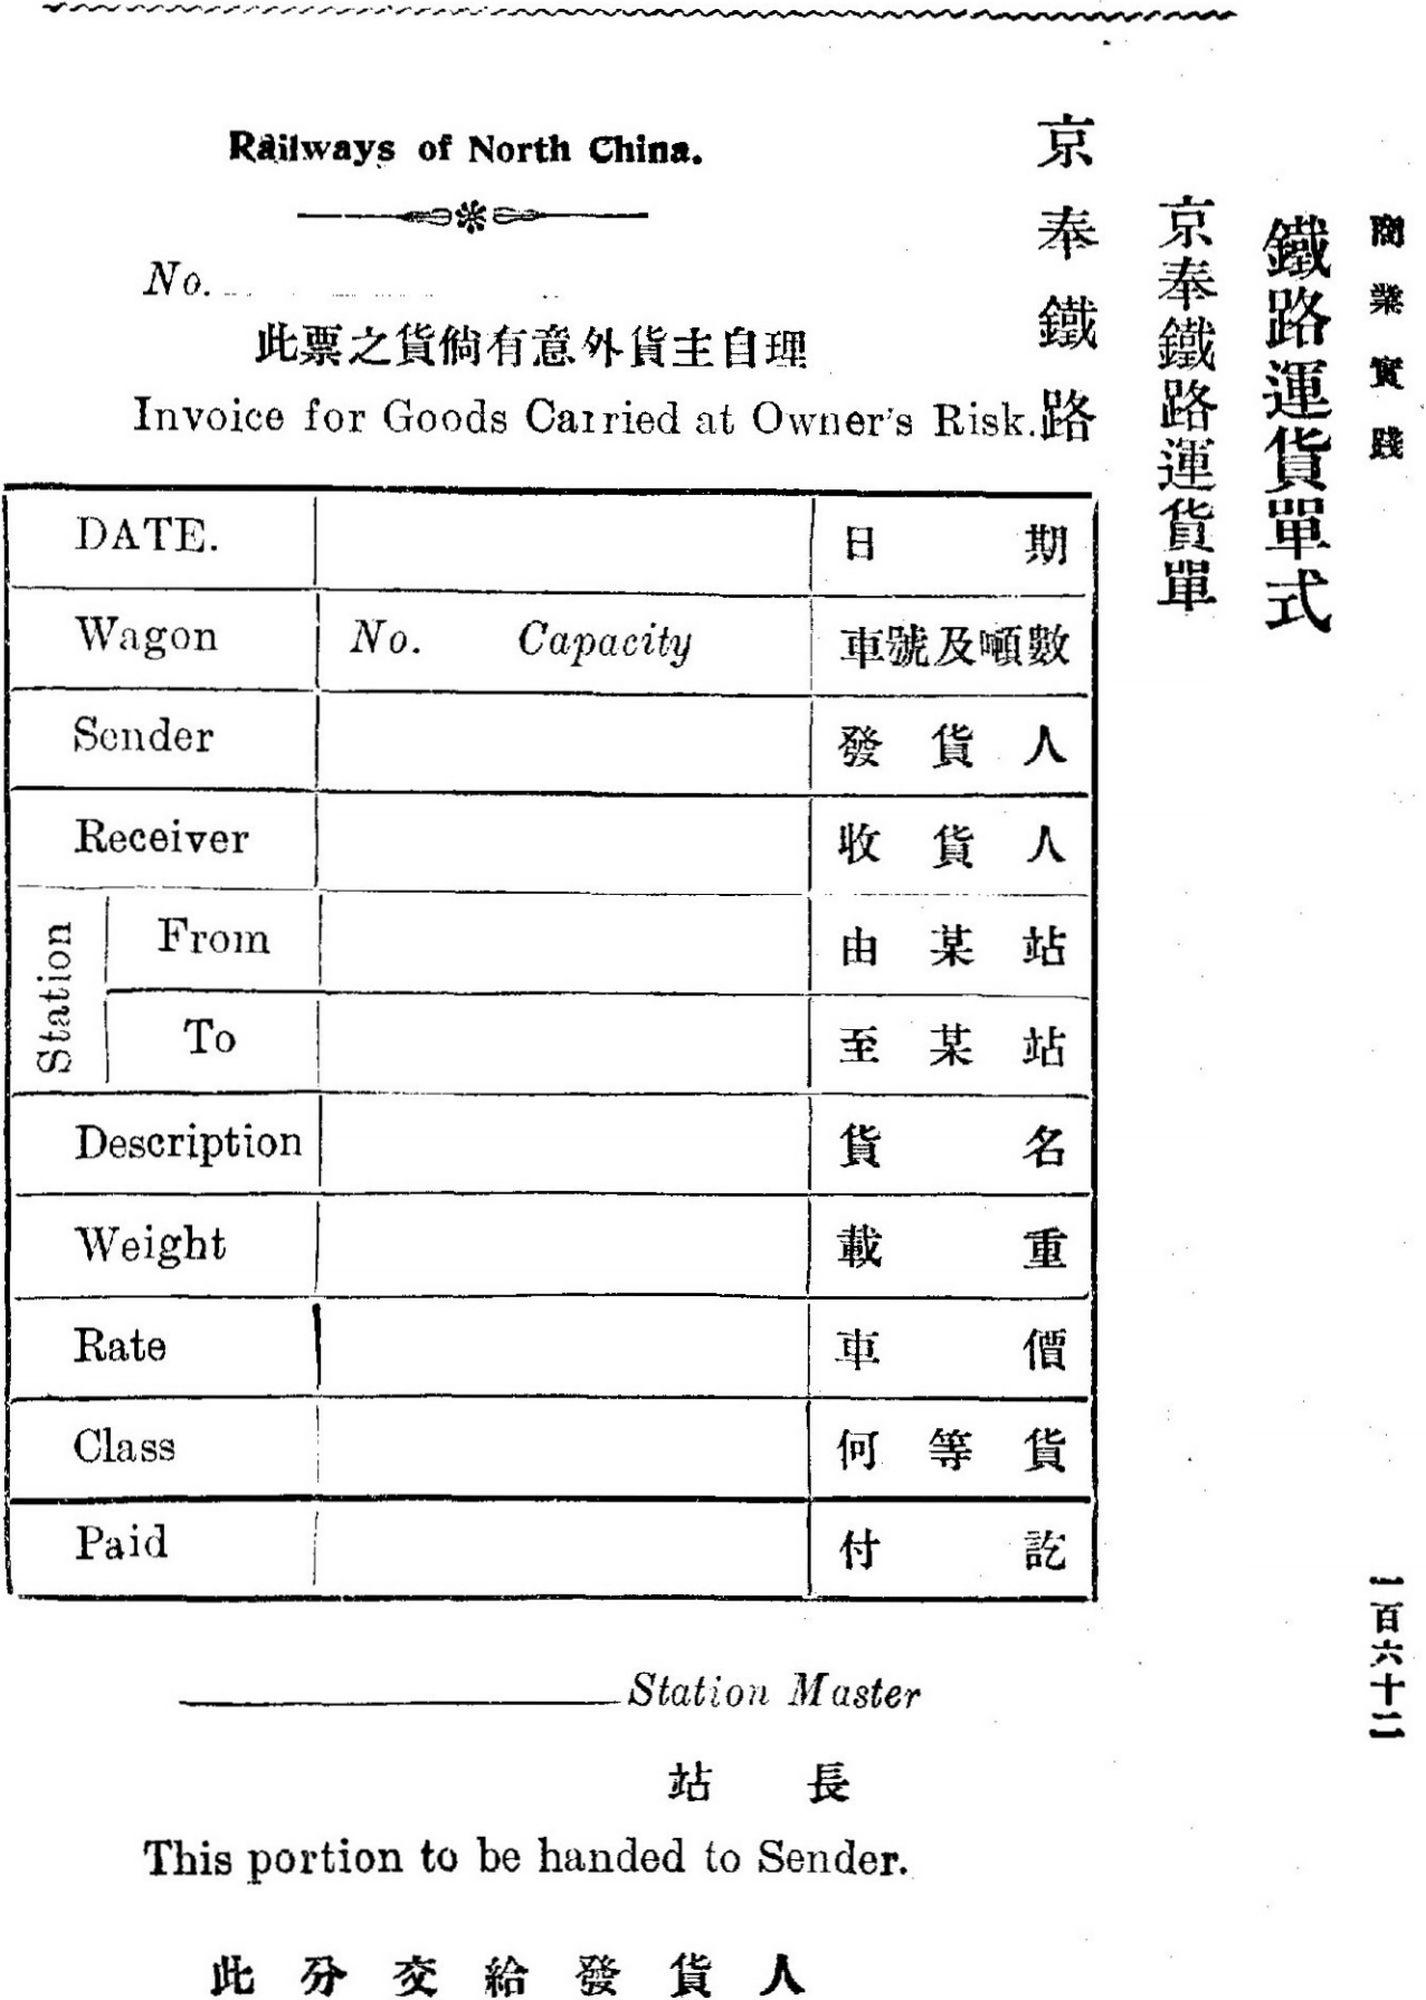 商業實踐
鐵路運貨單式
京奉鐵路運貨單
京奉鐵路
Railways of North China.
No.
此票之貨倘有意外貨主自理
Invoice for Goods Carried at Owner's Risk.
DATE. 日期
Wagon No. Capacity 車號及噸數
Sender 發貨人
Receiver 收貨人
Station
From 由某站
To 至某站
Description 貨名
Weight 載重
Rate 車價
Class 何等貨
Paid 付訖
Station Master
站長
This portion to be handed to Sender.
此分交給發貨人
一百六十二